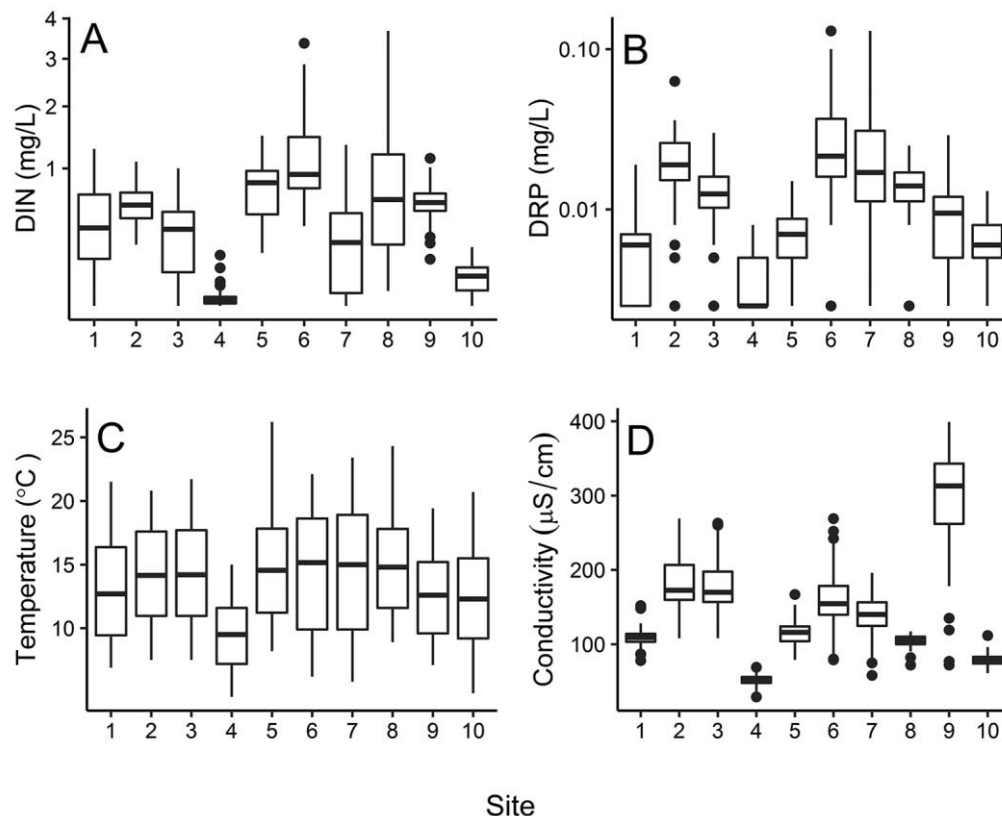 A
DIN (mg/L)
4
3
2
1
1 2 3 4 5 6 7 8 9 10
B
DRP (mg/L)
0.10
0.01
1 2 3 4 5 6 7 8 9 10
C
Temperature (°C)
25
20
15
10
1 2 3 4 5 6 7 8 9 10
D
Conductivity (μS/cm)
400
300
200
100
1 2 3 4 5 6 7 8 9 10
Site